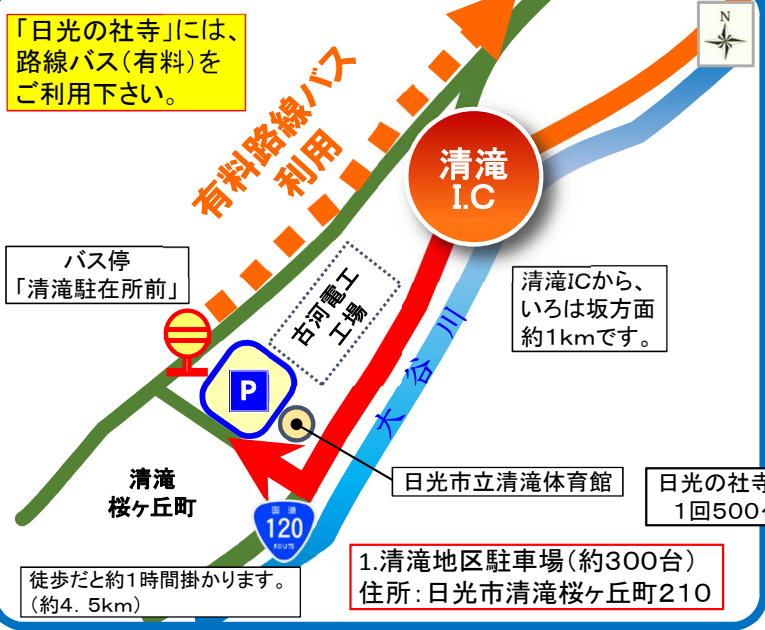 「日光の社寺」には、
路線バス(有料)を
ご利用下さい。
N
有料路線バス
利用
清滝
I.C
バス停
「清滝駐在所前」
古河電工
工場
清滝ICから、
いろは坂方面
約1kmです。
大谷川
P
清滝
桜ヶ丘町
日光市立清滝体育館
日光の社寺
1回500
国道
120
ROUTE
徒歩だと約1時間掛かります。
(約4.5km)
1.清滝地区駐車場(約300台)
住所:日光市清滝桜ヶ丘町210